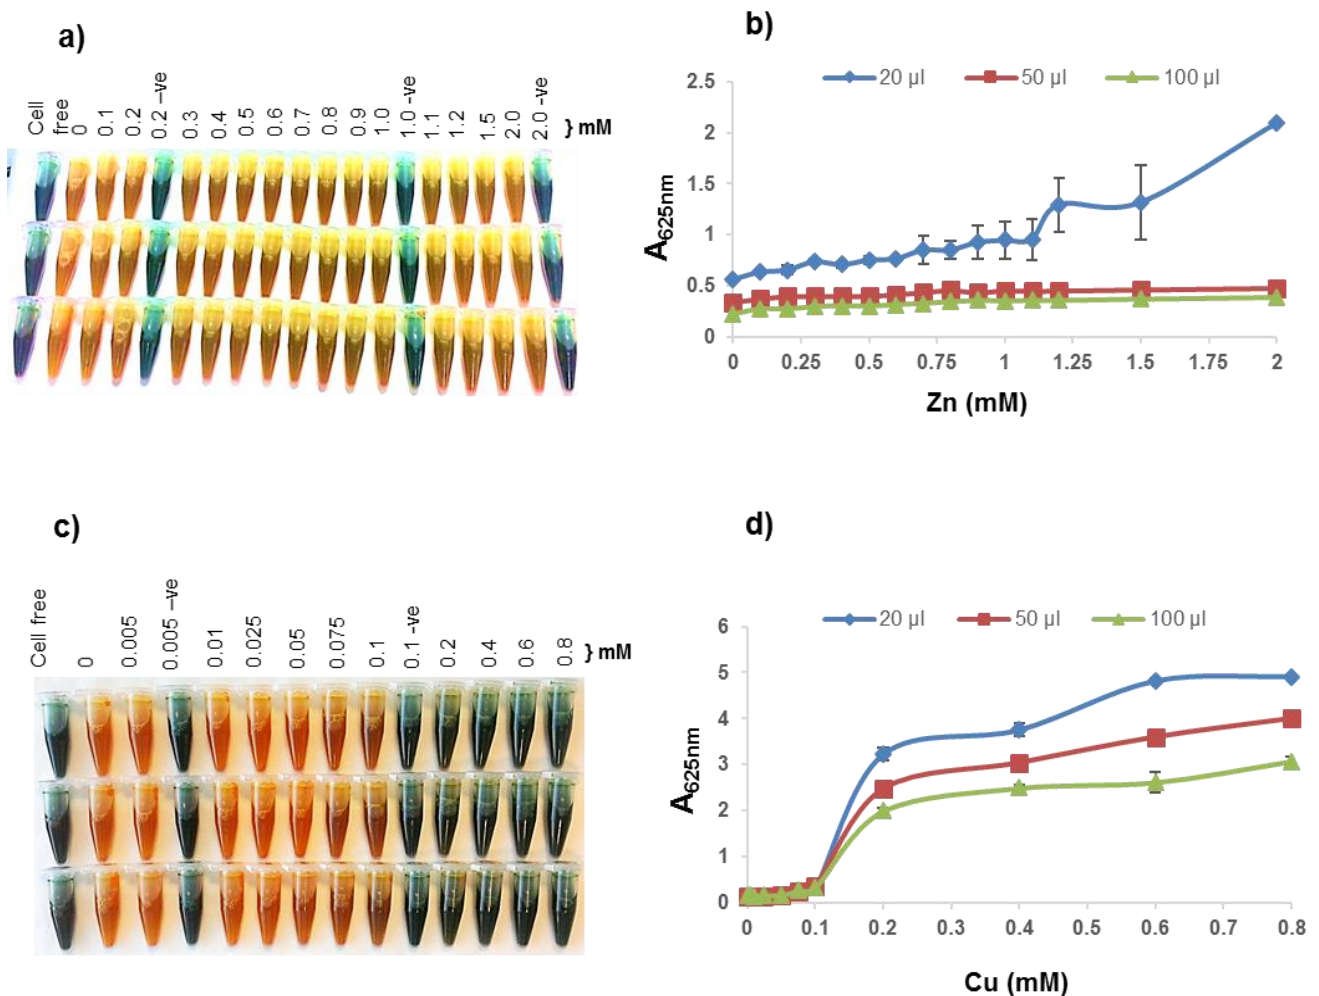 a)
Cell free 0 0.1 0.2 0.2 –ve 0.3 0.4 0.5 0.6 0.7 0.8 0.9 1.0 1.0 -ve 1.1 1.2 1.5 2.0 2.0 -ve } mM
b)
20 µl 50 µl 100 µl
2.5
2
1.5
1
0.5
0
A625nm
0 0.25 0.5 0.75 1 1.25 1.5 1.75 2
Zn (mM)
c)
Cell free 0 0.005 0.005 –ve 0.01 0.025 0.05 0.075 0.1 0.1 -ve 0.2 0.4 0.6 0.8 } mM
d)
20 µl 50 µl 100 µl
6
5
4
3
2
1
0
A625nm
0 0.1 0.2 0.3 0.4 0.5 0.6 0.7 0.8
Cu (mM)